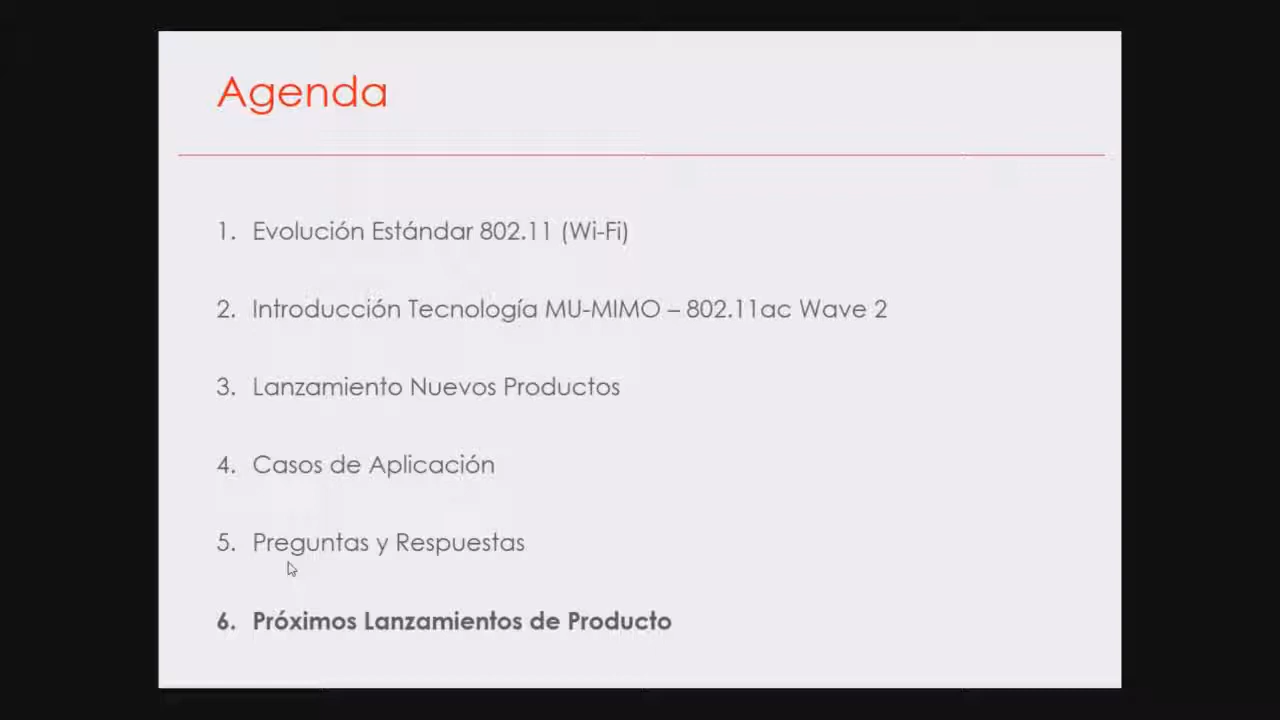 Agenda
1. Evolución Estándar 802.11 (Wi-Fi)
2. Introducción Tecnología MU-MIMO – 802.11ac Wave 2
3. Lanzamiento Nuevos Productos
4. Casos de Aplicación
5. Preguntas y Respuestas
6. Próximos Lanzamientos de Producto